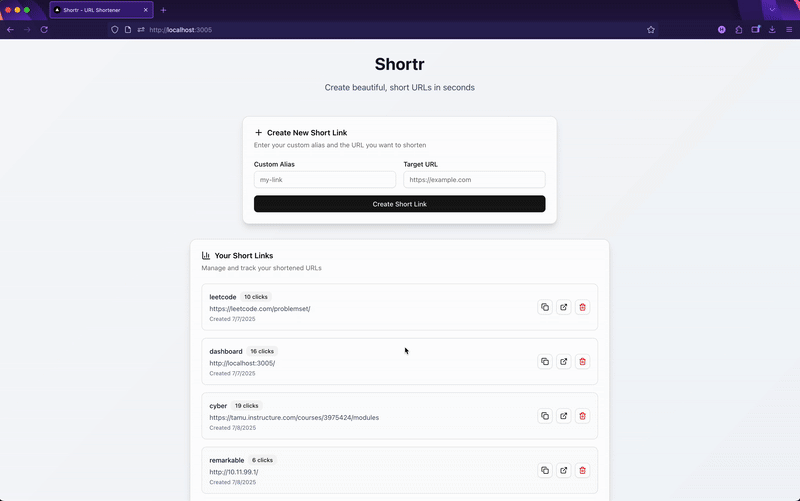 Shortr - URL Shortener
http://localhost:3005
Shortr
Create beautiful, short URLs in seconds
Create New Short Link
Enter your custom alias and the URL you want to shorten
Custom Alias
Target URL
my-link
https://example.com
Create Short Link
Your Short Links
Manage and track your shortened URLs
leetcode 10 clicks
https://leetcode.com/problemset/
Created 7/7/2025
dashboard 16 clicks
http://localhost:3005/
Created 7/7/2025
cyber 19 clicks
https://tamu.instructure.com/courses/3975424/modules
Created 7/8/2025
remarkable 6 clicks
http://10.11.99.1/
Created 7/8/2025